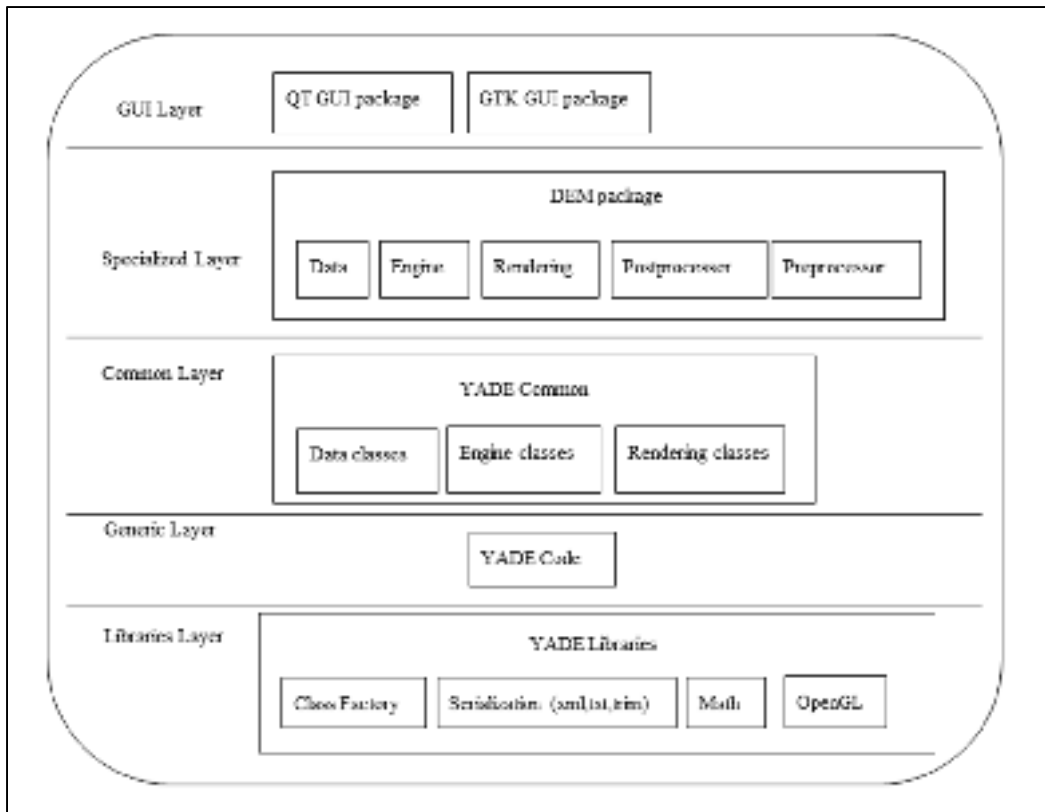 GUI Layer
QT GUI package
GTK GUI package
DEM package
Specialized Layer
Data
Engine
Rendering
Postprocesser
Preprocessor
Common Layer
YADE Common
Data classes
Engine classes
Rendering classes
Generic Layer
YADE Code
Libraries Layer
YADE Libraries
Class Factory
Serialization (xml,txt,
Math
OpenGL